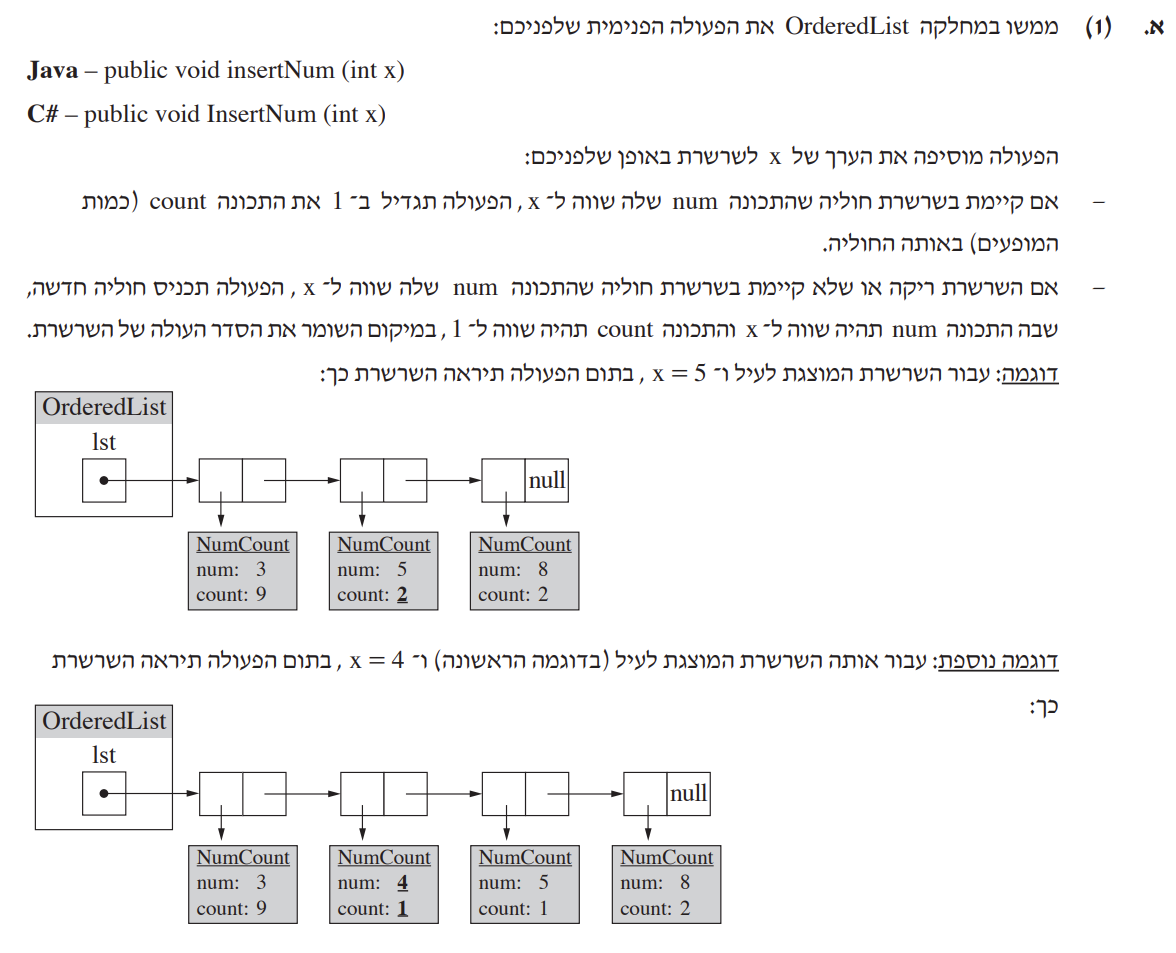 א. (1) ממשו במחלקה OrderedList את הפעולה הפנימית שלפניכם:
Java – public void insertNum (int x)
C# – public void InsertNum (int x)
הפעולה מוסיפה את הערך של x לשרשרת באופן שלפניכם:
– אם קיימת בשרשרת חוליה שהתכונה num שלה שווה ל־ x , הפעולה תגדיל ב־ 1 את התכונה count (כמות
המופעים) באותה החוליה.
– אם השרשרת ריקה או שלא קיימת בשרשרת חוליה שהתכונה num שלה שווה ל־ x , הפעולה תכניס חוליה חדשה,
שבה התכונה num תהיה שווה ל־ x והתכונה count תהיה שווה ל־ 1 , במיקום השומר את הסדר העולה של השרשרת.
דוגמה: עבור השרשרת המוצגת לעיל ו־ x = 5 , בתום הפעולה תיראה השרשרת כך:
OrderedList
lst
null
NumCount NumCount NumCount
num: 3 num: 5 num: 8
count: 9 count: 2 count: 2
דוגמה נוספת: עבור אותה השרשרת המוצגת לעיל (בדוגמה הראשונה) ו־ x = 4 , בתום הפעולה תיראה השרשרת
כך:
OrderedList
lst
null
NumCount NumCount NumCount NumCount
num: 3 num: 4 num: 5 num: 8
count: 9 count: 1 count: 1 count: 2